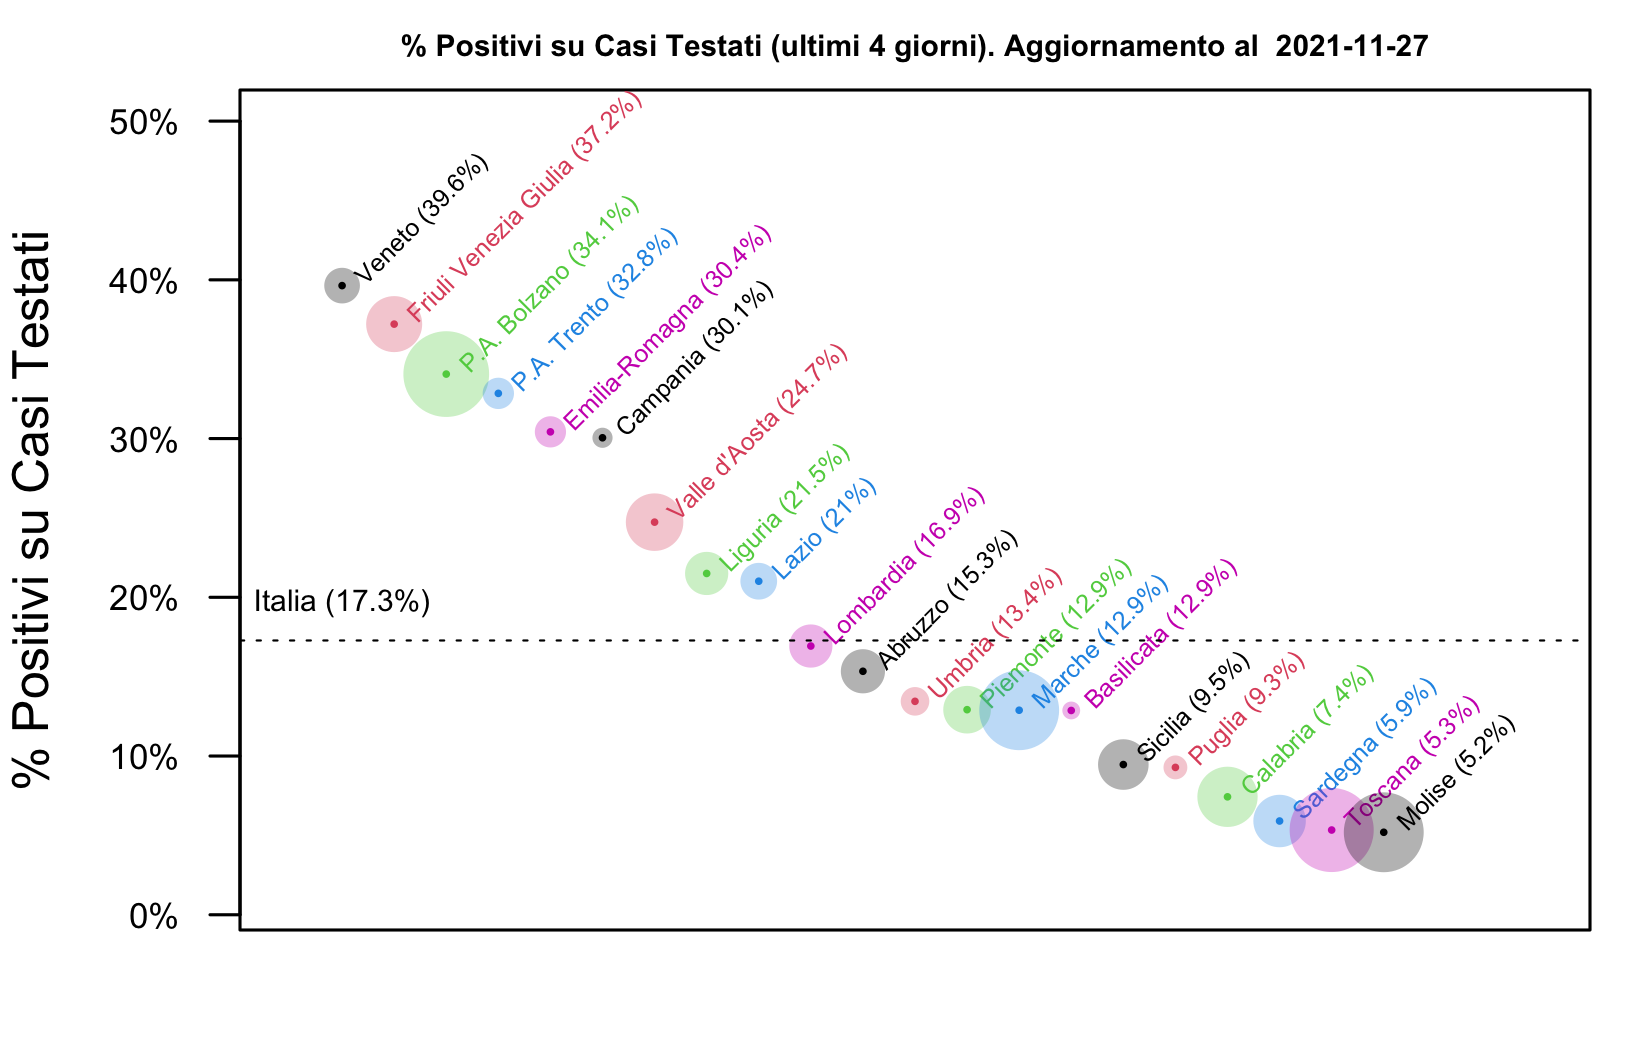 % Positivi su Casi Testati (ultimi 4 giorni). Aggiornamento al  2021-11-27
% Positivi su Casi Testati
50%
40%
30%
20%
10%
0%
Veneto (39.6%)
Friuli Venezia Giulia (37.2%)
P.A. Bolzano (34.1%)
P.A. Trento (32.8%)
Emilia-Romagna (30.4%)
Campania (30.1%)
Valle d'Aosta (24.7%)
Liguria (21.5%)
Lazio (21%)
Italia (17.3%)
Lombardia (16.9%)
Abruzzo (15.3%)
Umbria (13.4%)
Piemonte (12.9%)
Marche (12.9%)
Basilicata (12.9%)
Sicilia (9.5%)
Puglia (9.3%)
Calabria (7.4%)
Sardegna (5.9%)
Toscana (5.3%)
Molise (5.2%)